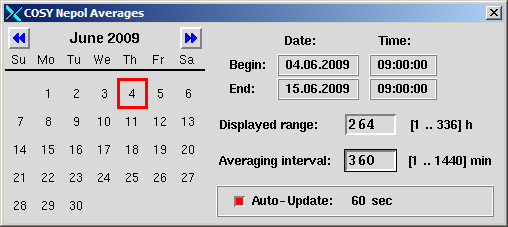 COSY Nepol Averages
June 2009
Su Mo Tu We Th Fr Sa
1 2 3 4 5 6
7 8 9 10 11 12 13
14 15 16 17 18 19 20
21 22 23 24 25 26 27
28 29 30
Date: Time:
Begin: 04.06.2009 09:00:00
End: 15.06.2009 09:00:00
Displayed range: 264 [1 .. 336] h
Averaging interval: 360 [1 .. 1440] min
Auto-Update: 60 sec